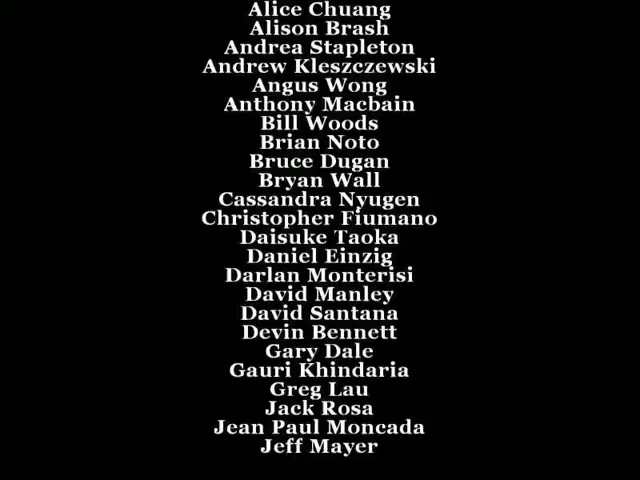 Alice Chuang
Alison Brash
Andrea Stapleton
Andrew Kleszczewski
Angus Wong
Anthony Macbain
Bill Woods
Brian Noto
Bruce Dugan
Bryan Wall
Cassandra Nyugen
Christopher Fiumano
Daisuke Taoka
Daniel Einzig
Darlan Monterisi
David Manley
David Santana
Devin Bennett
Gary Dale
Gauri Khindaria
Greg Lau
Jack Rosa
Jean Paul Moncada
Jeff Mayer